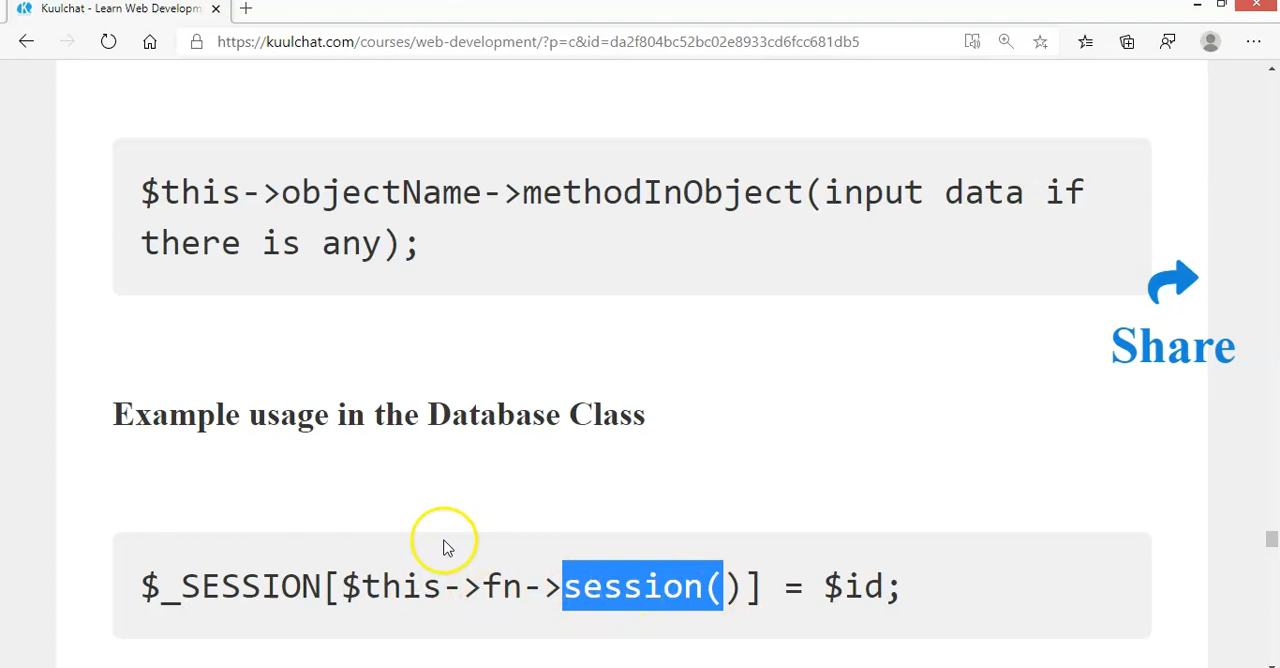 Kuulchat - Learn Web Developm
https://kuulchat.com/courses/web-development/?p=c&id=da2f804bc52bc02e8933cd6fcc681db5
$this->objectName->methodInObject(input data if
there is any);
Share
Example usage in the Database Class
$_SESSION[$this->fn->session()] = $id;